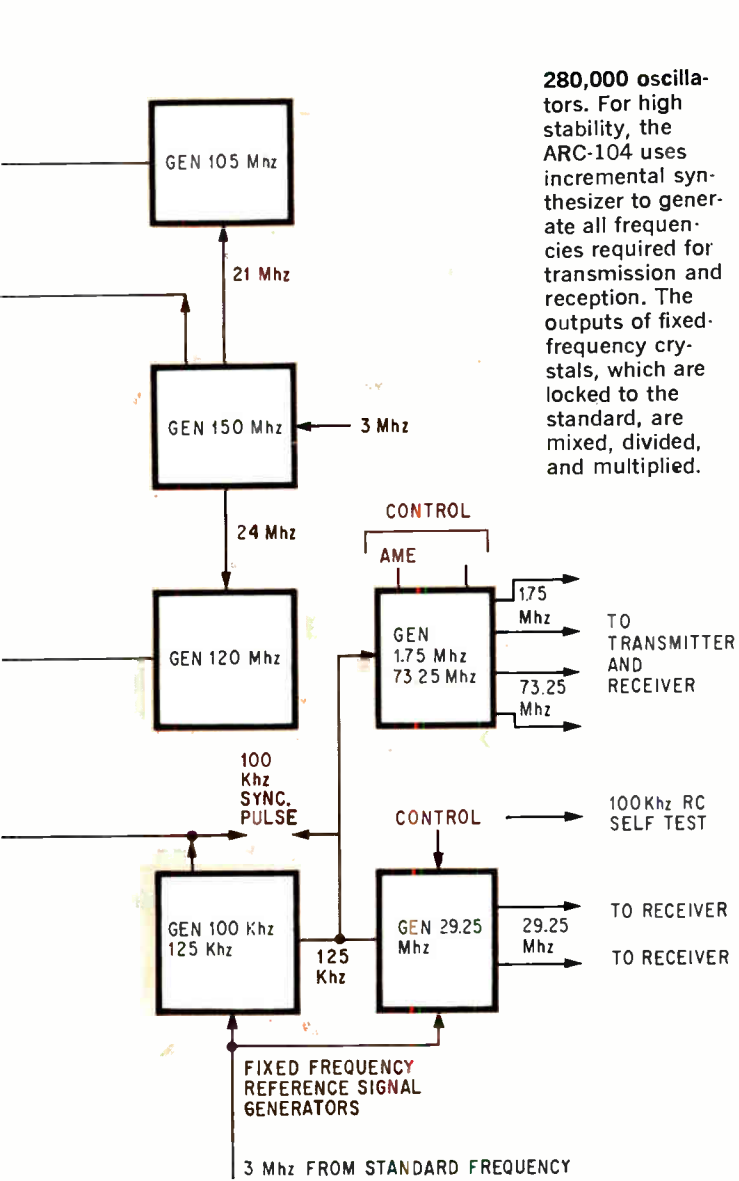 280,000 oscilla-
tors. For high
stability, the
ARC-104 uses
incremental syn-
thesizer to gener-
ate all frequen-
cies required for
transmission and
reception. The
outputs of fixed-
frequency cry-
stals, which are
locked to the
standard, are
mixed, divided,
and multiplied.
GEN 105 Mhz
21 Mhz
GEN 150 Mhz
3 Mhz
24 Mhz
GEN 120 Mhz
CONTROL
AME
GEN
1.75 Mhz
73 25 Mhz
1.75
Mhz
73.25
Mhz
TO
TRANSMITTER
AND
RECEIVER
100
Khz
SYNC.
PULSE
CONTROL
100Khz RC
SELF TEST
GEN 100 Khz
125 Khz
125
Khz
GEN 29.25
Mhz
29.25
Mhz
TO RECEIVER
TO RECEIVER
FIXED FREQUENCY
REFERENCE SIGNAL
GENERATORS
3 Mhz FROM STANDARD FREQUENCY